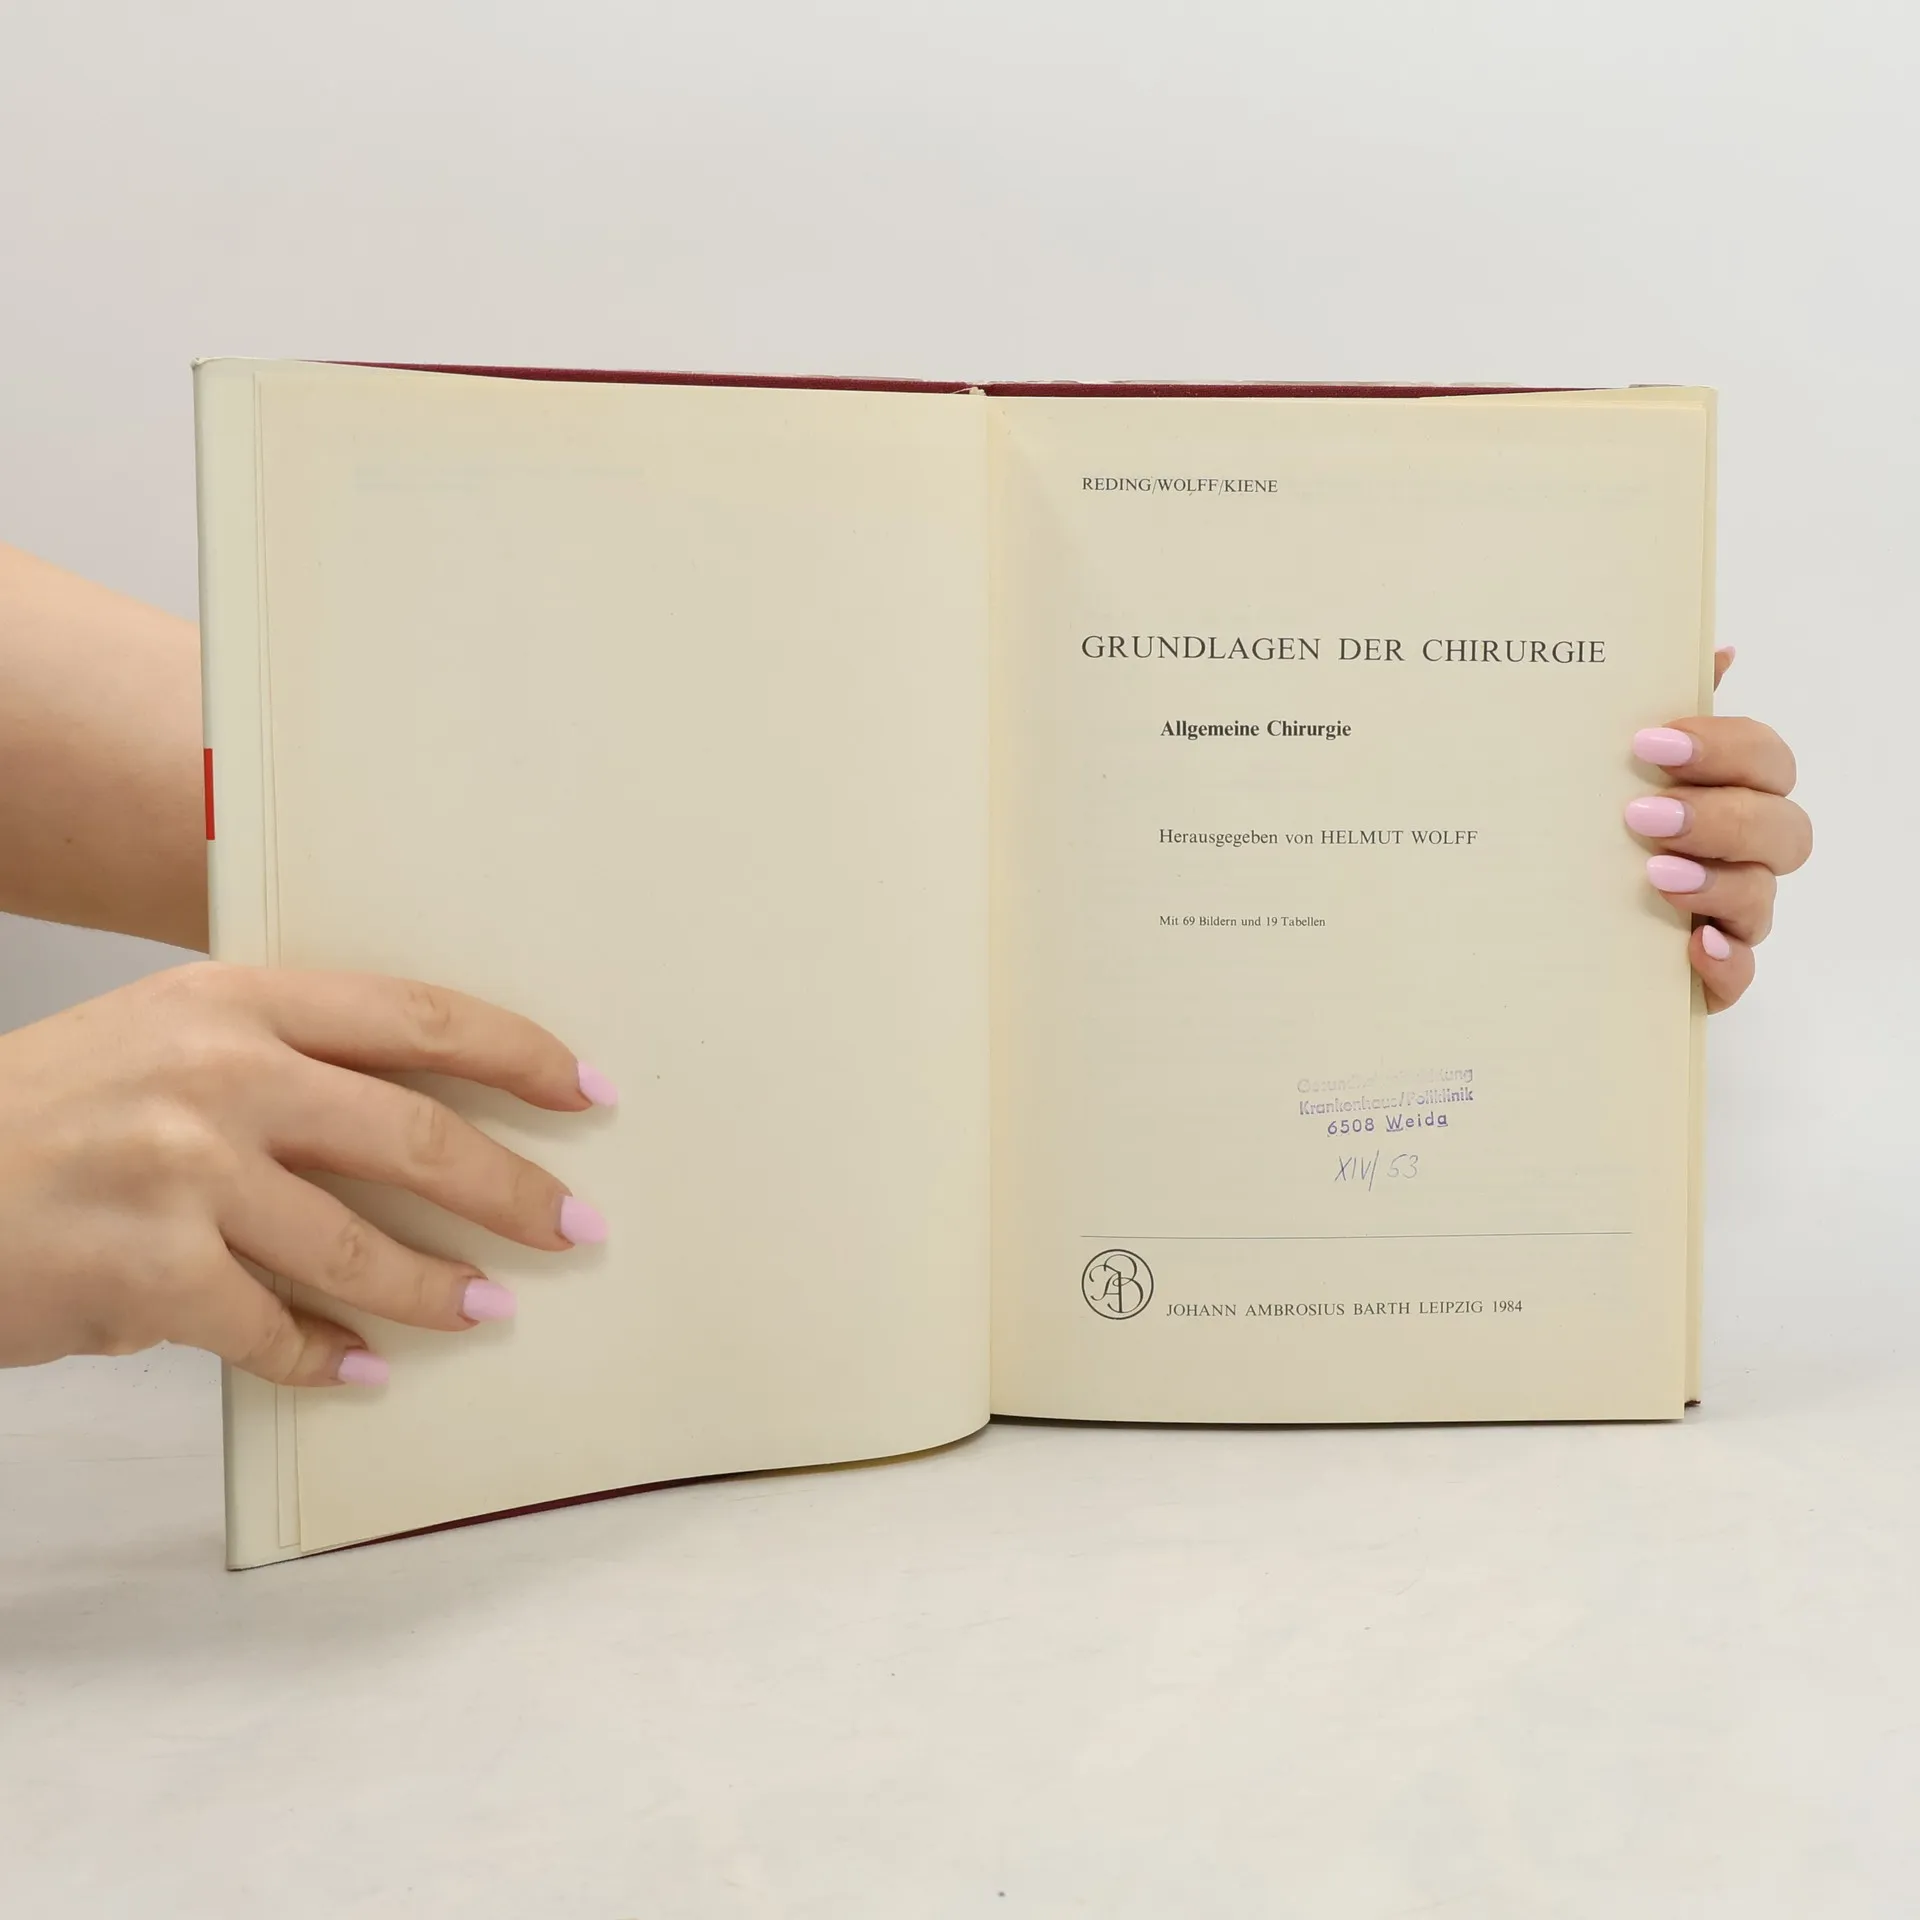 REDING/WOLFF/KIENE
GRUNDLAGEN DER CHIRURGIE
Allgemeine Chirurgie
Herausgegeben von HELMUT WOLFF
Mit 69 Bildern und 19 Tabellen
Krankenhaus/Poliklinik
6508 Weida
XIV/53
JOHANN AMBROSIUS BARTH LEIPZIG 1984